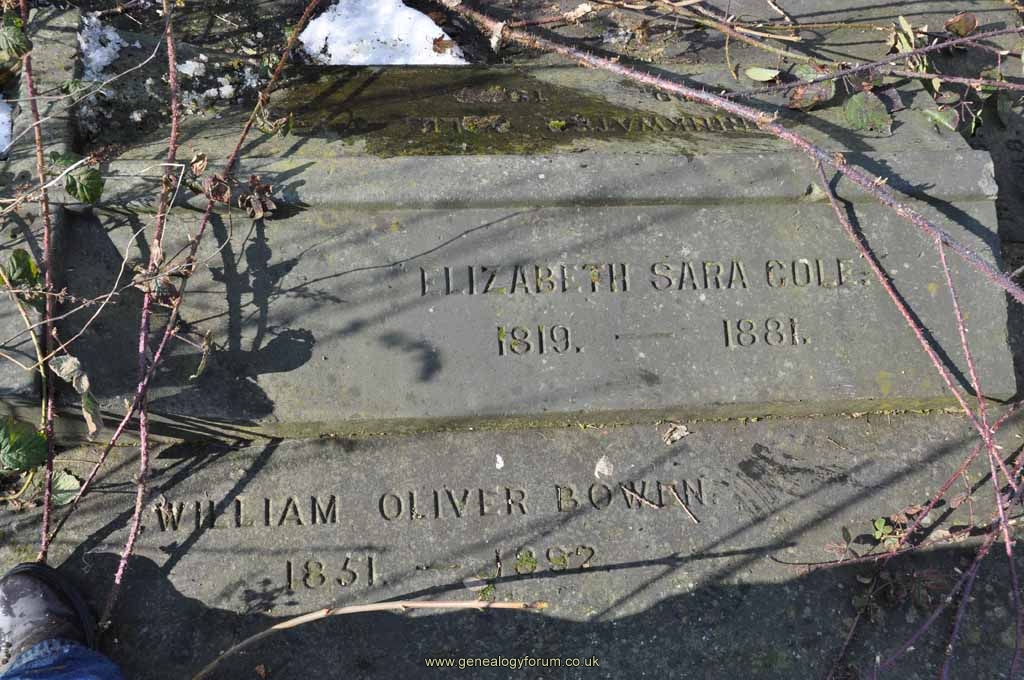 ELIZABETH SARA COLE.
1819. — 1881.
WILLIAM OLIVER BOWEN.
1851. — 1892
www.genealogyforum.co.uk